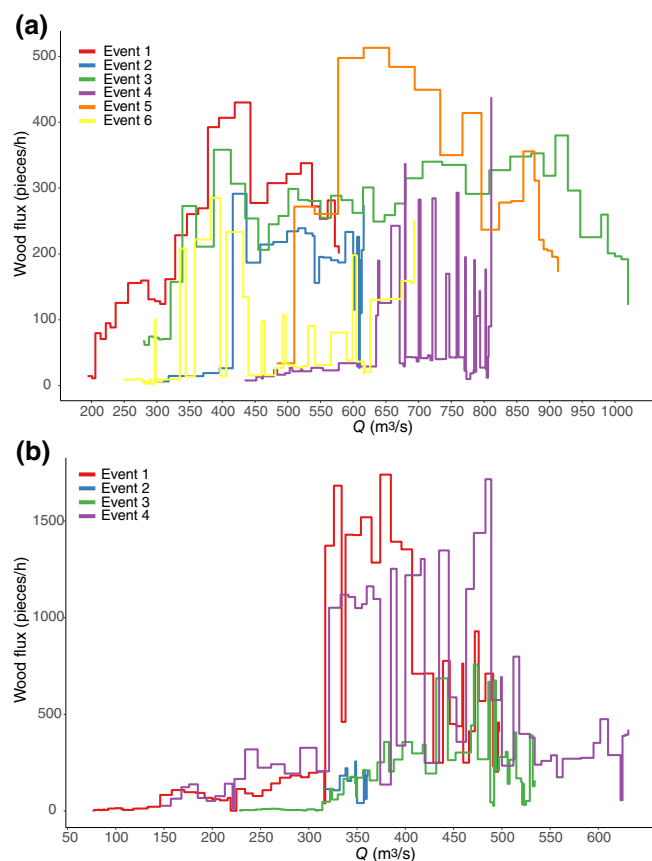 (a)
500
400
300
200
100
0
Wood flux (pieces/h)
Event 1
Event 2
Event 3
Event 4
Event 5
Event 6
200 250 300 350 400 450 500 550 600 650 700 750 800 850 900 950 1000
Q (m³/s)
(b)
1500
1000
500
0
Wood flux (pieces/h)
Event 1
Event 2
Event 3
Event 4
50 100 150 200 250 300 350 400 450 500 550 600
Q (m³/s)